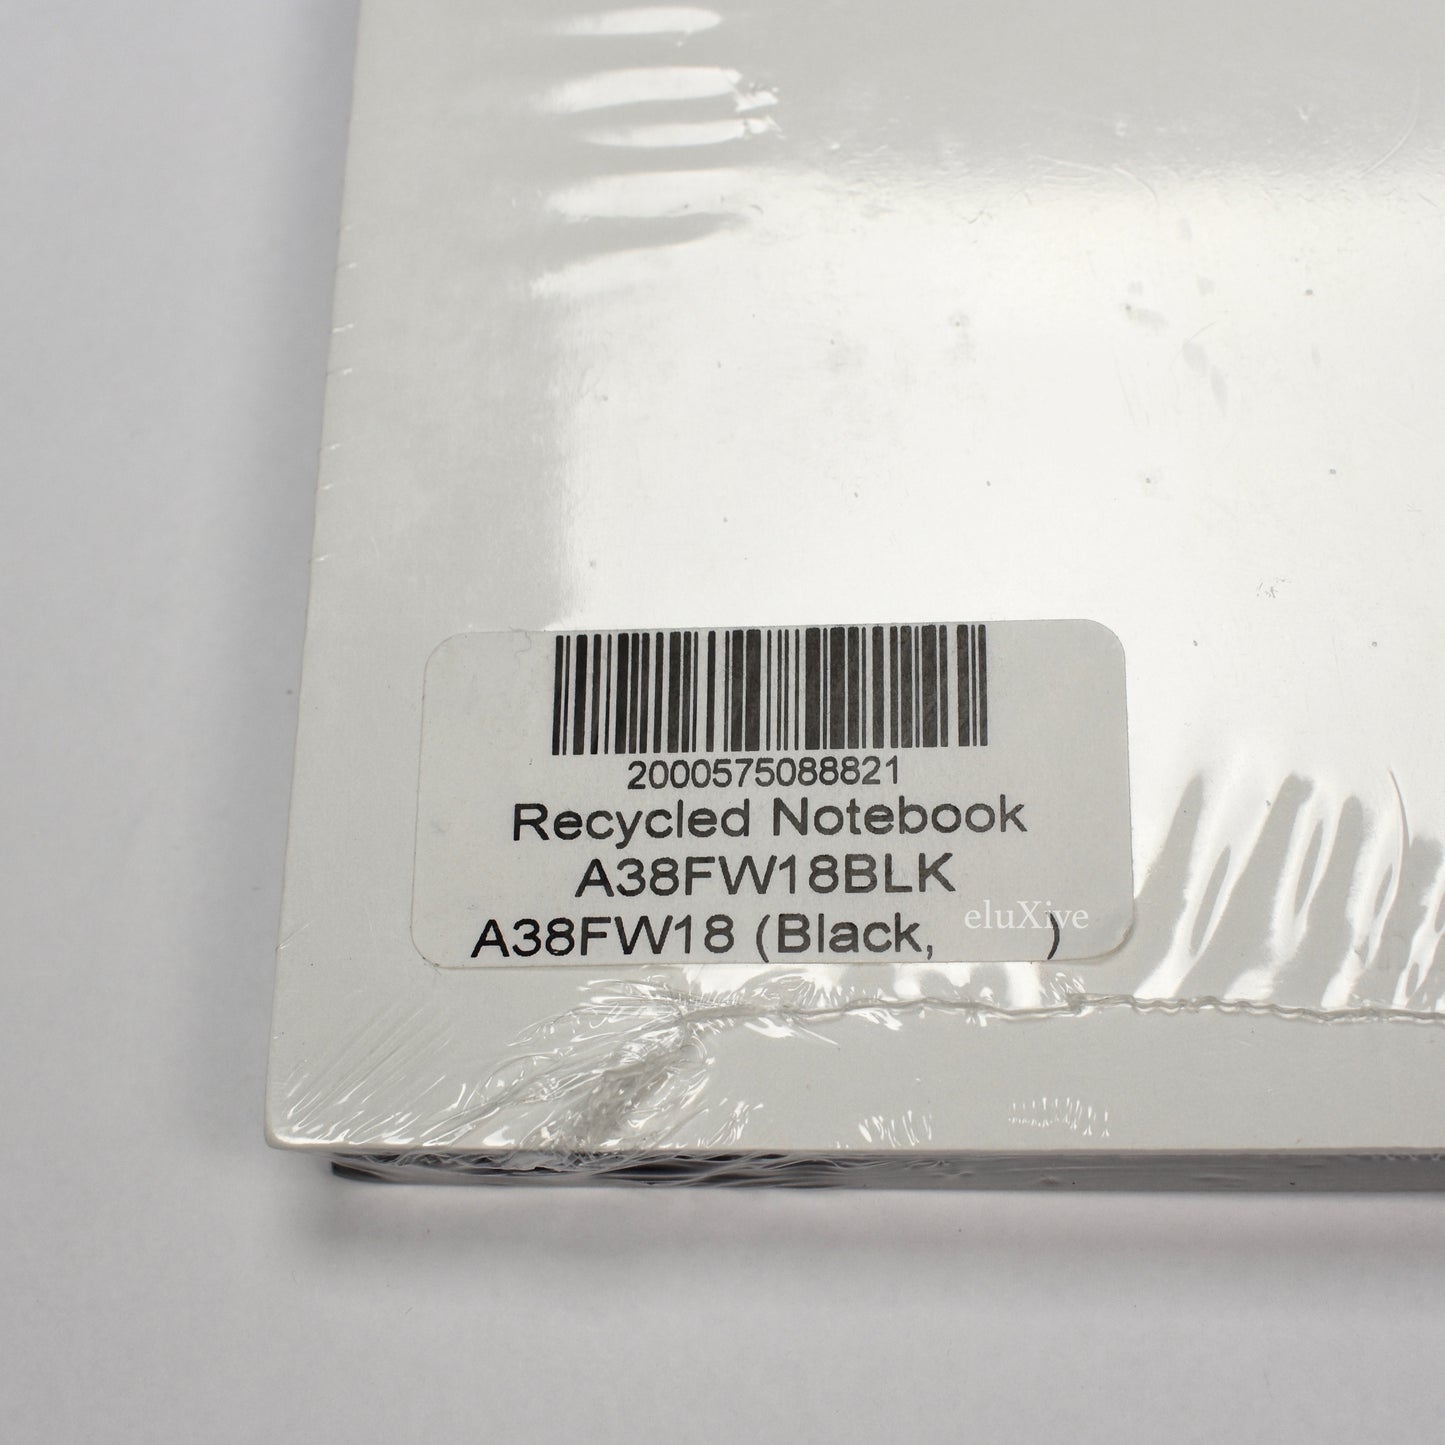 2000575088821
Recycled Notebook
A38FW18BLK
A38FW18 (Black, )
eluXive